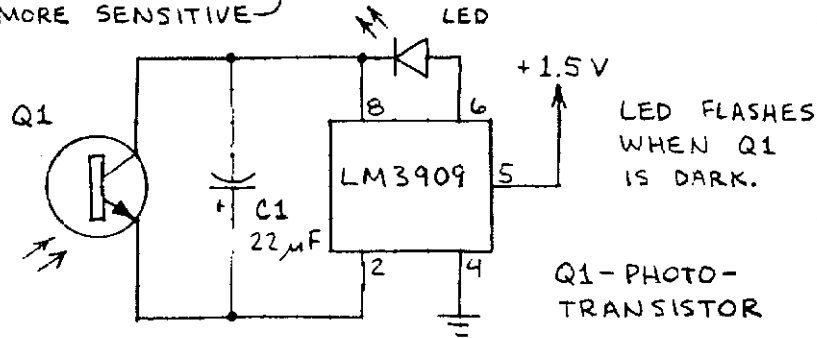 MORE SENSITIVE
LED
+1.5 V
Q1
8
6
LM3909
5
LED FLASHES
WHEN Q1
IS DARK.
+
C1
22µF
2
4
Q1-PHOTO-
TRANSISTOR